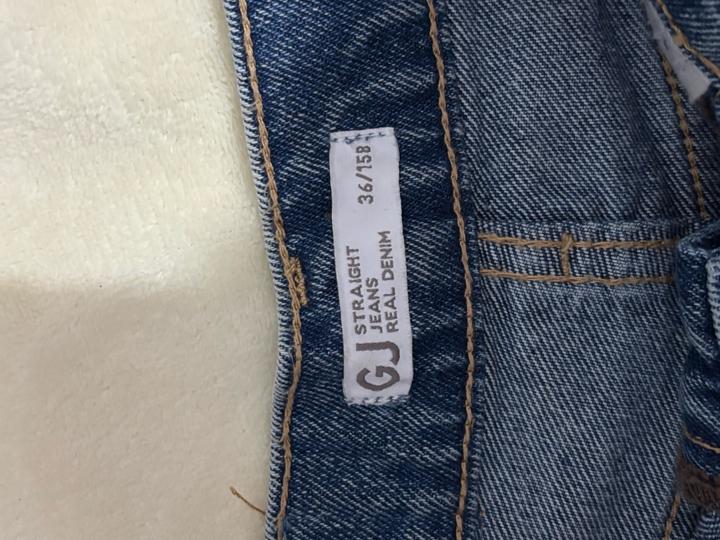 GJ
STRAIGHT
JEANS
REAL DENIM
36/158